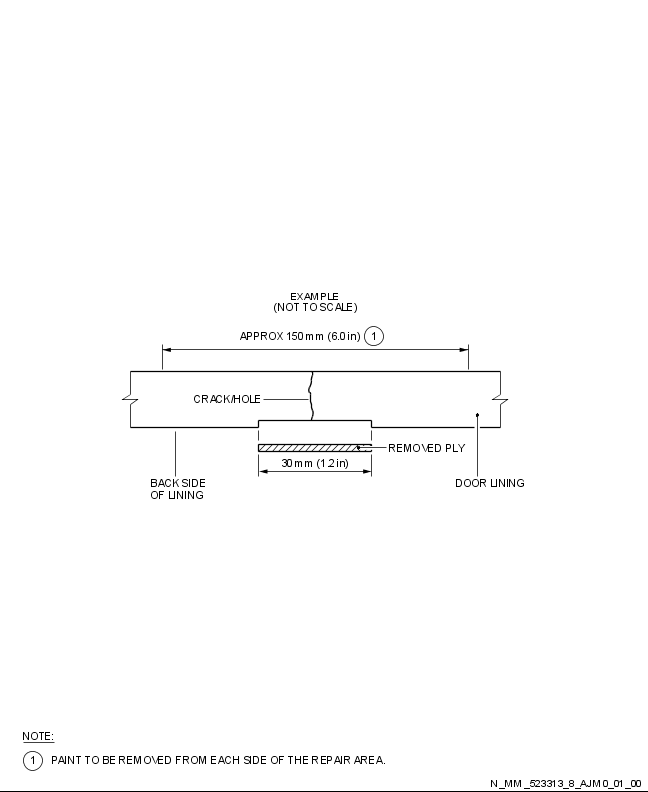 EXAMPLE
(NOT TO SCALE)
APPROX 150 mm (6.0 in) 1
CRACK/HOLE
REMOVED PLY
30 mm (1.2 in)
BACK SIDE
OF LINING
DOOR LINING
NOTE:
1 PAINT TO BE REMOVED FROM EACH SIDE OF THE REPAIR AREA.
N_MM_523313_8_AJM0_01_00